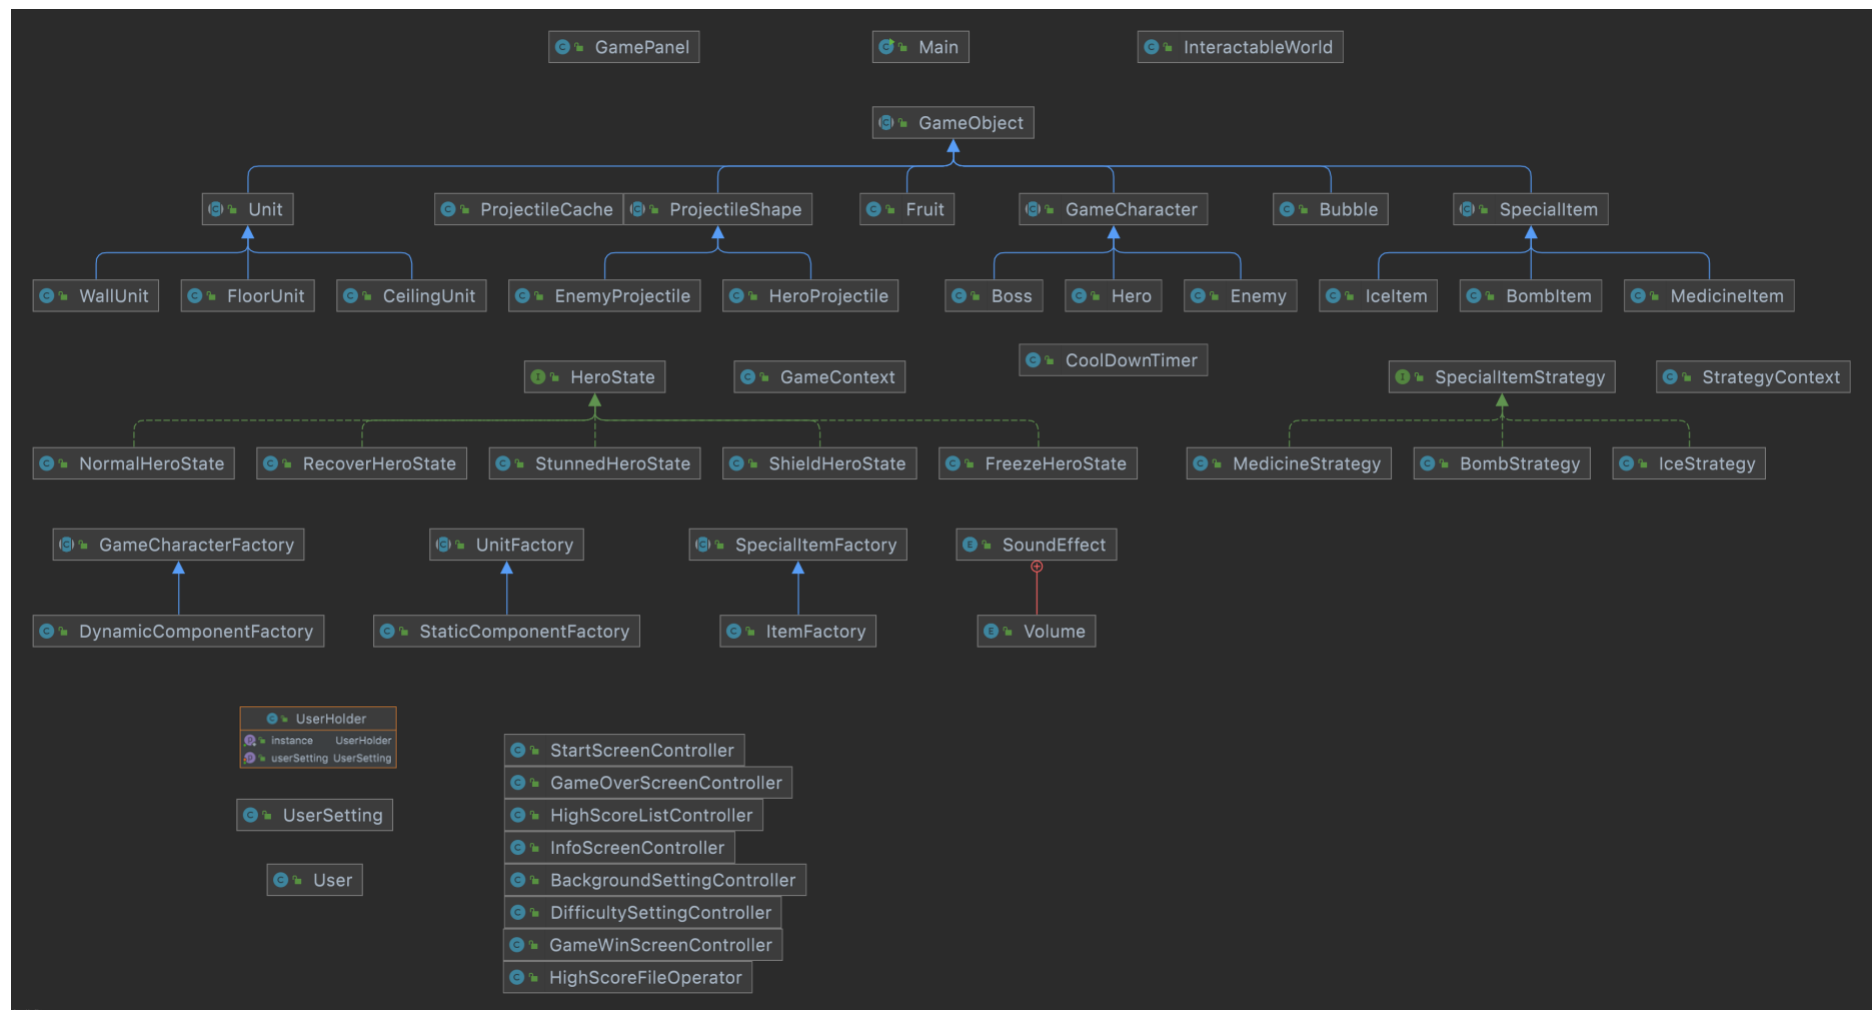 GamePanel
Main
InteractableWorld
GameObject
Unit
ProjectileCache
ProjectileShape
Fruit
GameCharacter
Bubble
SpecialItem
WallUnit
FloorUnit
CeilingUnit
EnemyProjectile
HeroProjectile
Boss
Hero
Enemy
IceItem
BombItem
MedicineItem
CoolDownTimer
HeroState
GameContext
SpecialItemStrategy
StrategyContext
NormalHeroState
RecoverHeroState
StunnedHeroState
ShieldHeroState
FreezeHeroState
MedicineStrategy
BombStrategy
IceStrategy
GameCharacterFactory
UnitFactory
SpecialItemFactory
SoundEffect
DynamicComponentFactory
StaticComponentFactory
ItemFactory
Volume
UserHolder
instance UserHolder
userSetting UserSetting
UserSetting
User
StartScreenController
GameOverScreenController
HighScoreListController
InfoScreenController
BackgroundSettingController
DifficultySettingController
GameWinScreenController
HighScoreFileOperator